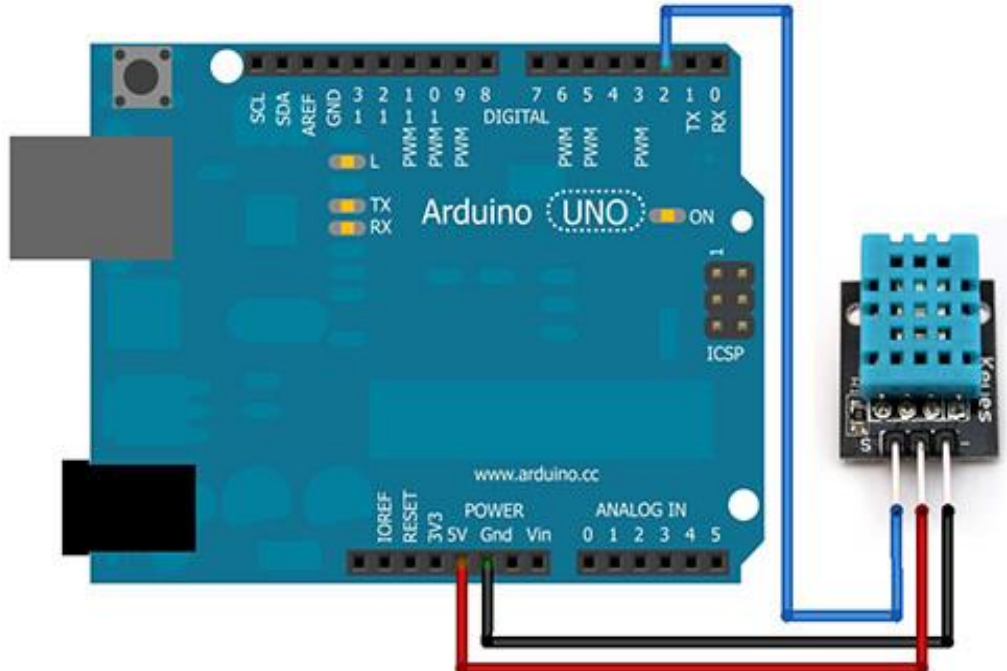 SCL SDA AREF GND 13 12 11 10 9 8 7 6 5 4 3 2 1 0
DIGITAL
PWM PWM PWM PWM PWM PWM TX RX
L
TX
RX
Arduino UNO ON
1
ICSP
Keyes
S -
www.arduino.cc
POWER ANALOG IN
IOREF RESET 3V3 5V Gnd Vin 0 1 2 3 4 5